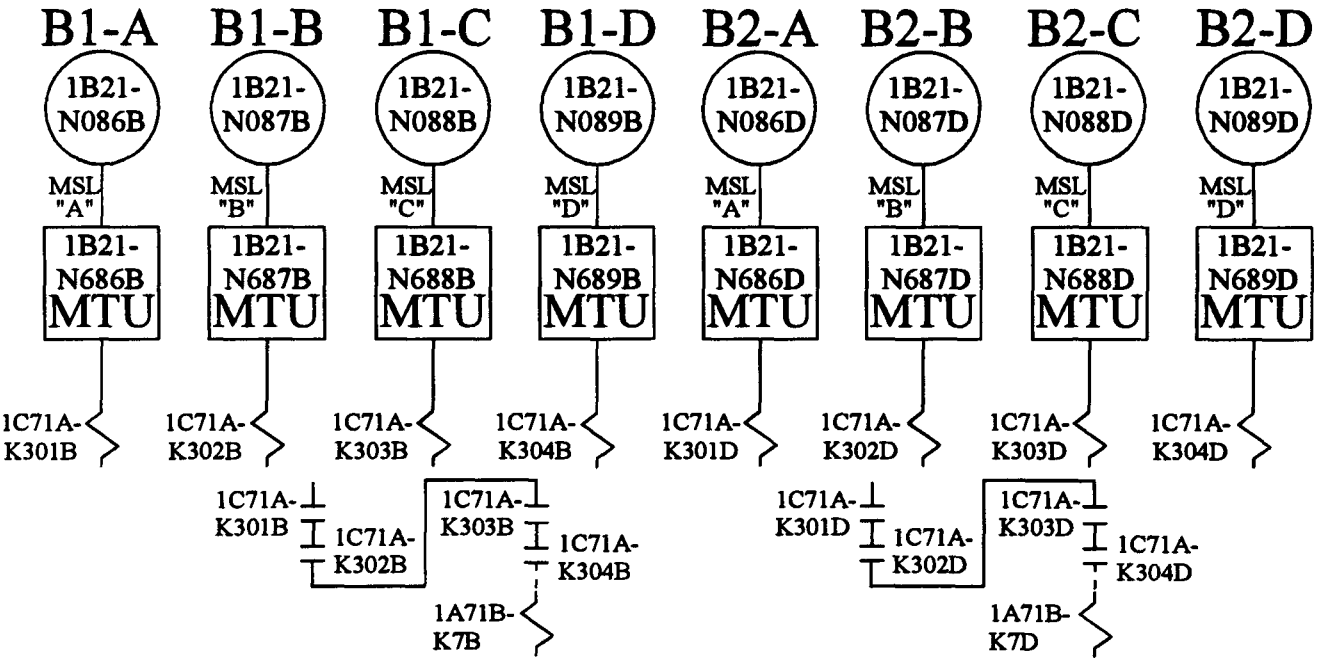 B1-A B1-B B1-C B1-D B2-A B2-B B2-C B2-D
1B21- 1B21- 1B21- 1B21- 1B21- 1B21- 1B21- 1B21-
N086B N087B N088B N089B N086D N087D N088D N089D
MSL MSL MSL MSL MSL MSL MSL MSL
"A" "B" "C" "D" "A" "B" "C" "D"
1B21- 1B21- 1B21- 1B21- 1B21- 1B21- 1B21- 1B21-
N686B N687B N688B N689B N686D N687D N688D N689D
MTU MTU MTU MTU MTU MTU MTU MTU
1C71A- 1C71A- 1C71A- 1C71A- 1C71A- 1C71A- 1C71A- 1C71A-
K301B K302B K303B K304B K301D K302D K303D K304D
1C71A- 1C71A- 1C71A- 1C71A-
K301B K303B K301D K303D
1C71A- 1C71A- 1C71A- 1C71A-
K302B K304B K302D K304D
1A71B- 1A71B-
K7B K7D